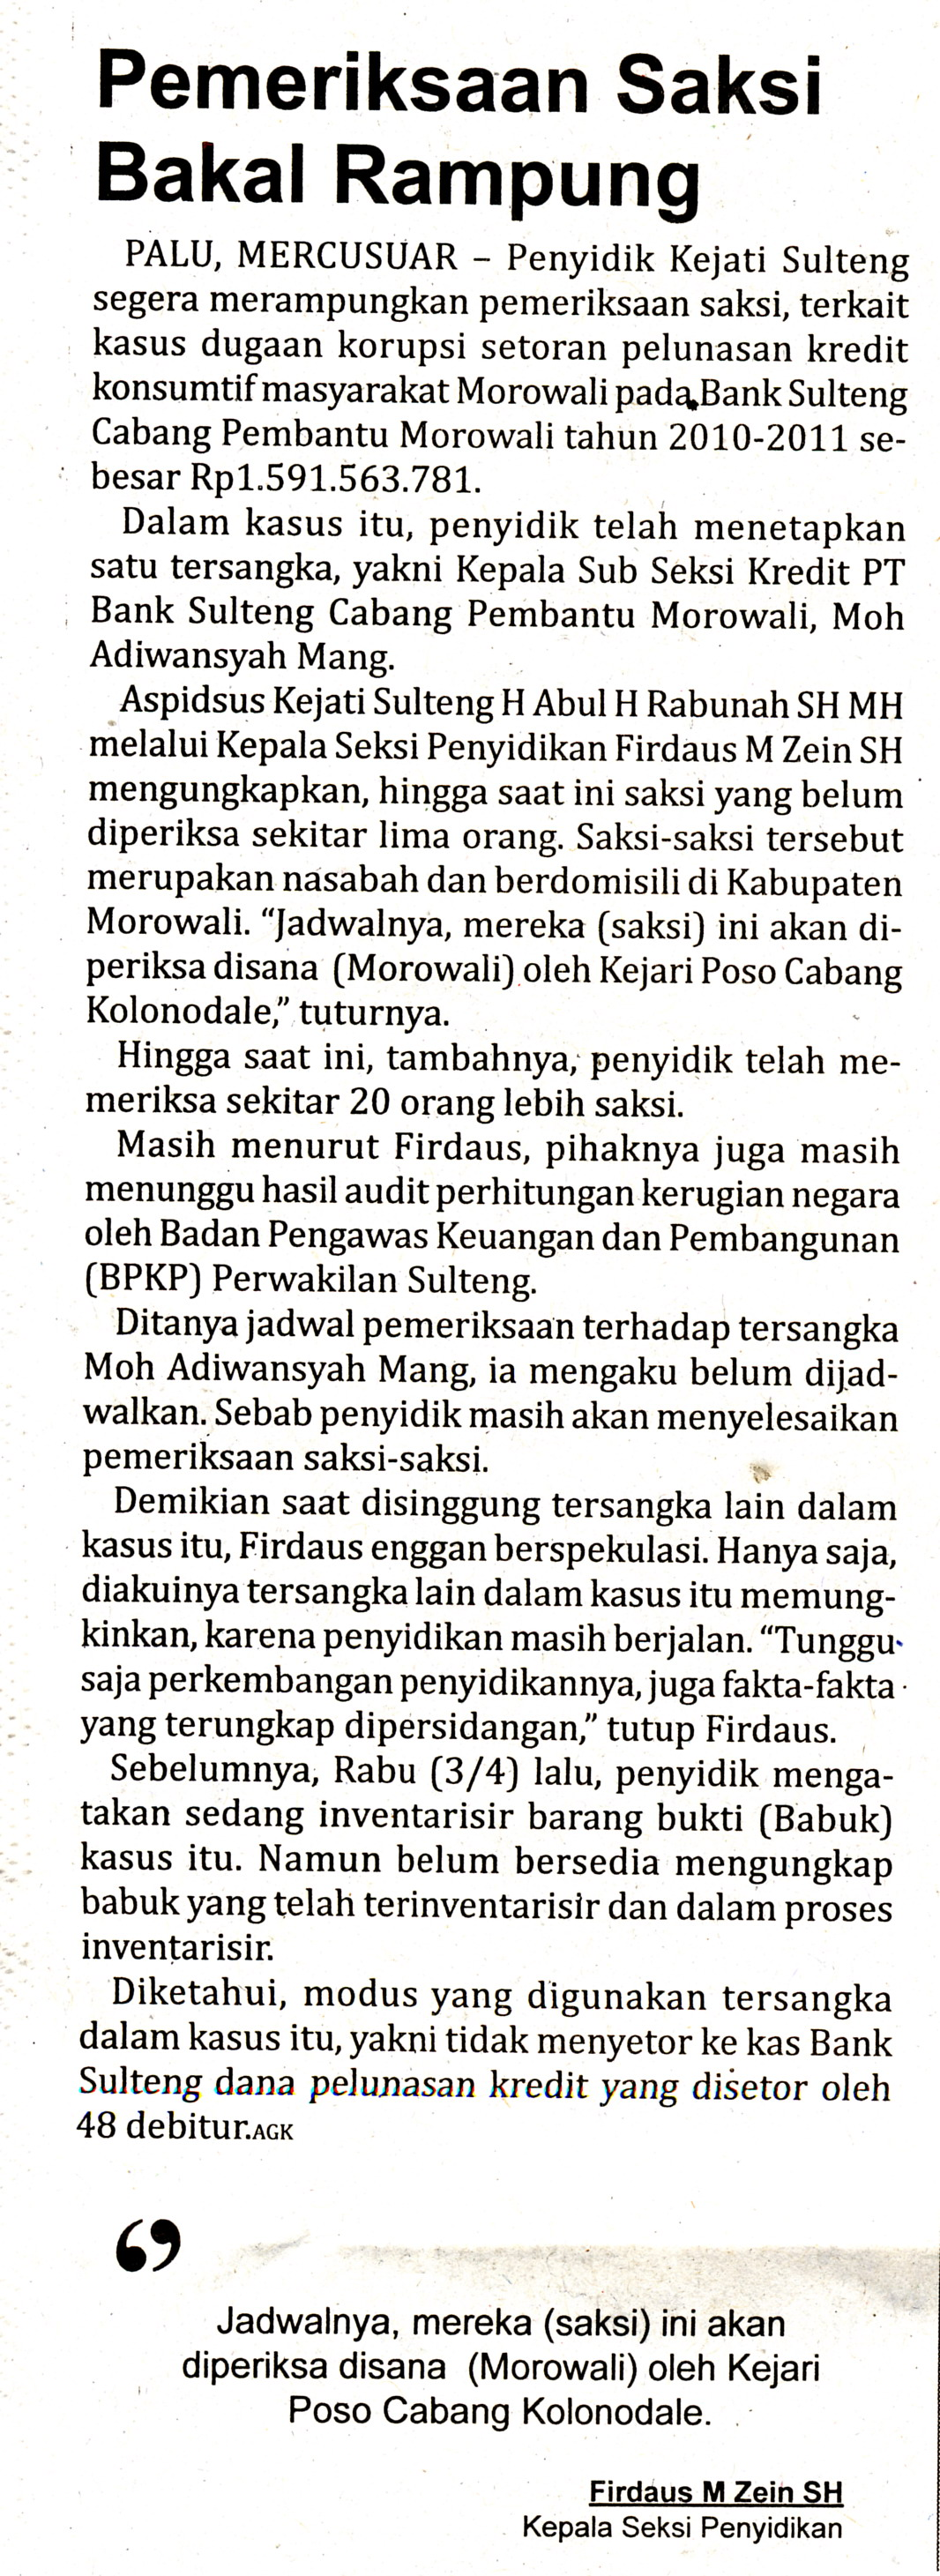 Pemeriksaan Saksi
Bakal Rampung
PALU, MERCUSUAR – Penyidik Kejati Sulteng
segera merampungkan pemeriksaan saksi, terkait
kasus dugaan korupsi setoran pelunasan kredit
konsumtif masyarakat Morowali pada Bank Sulteng
Cabang Pembantu Morowali tahun 2010-2011 se-
besar Rp1.591.563.781.
Dalam kasus itu, penyidik telah menetapkan
satu tersangka, yakni Kepala Sub Seksi Kredit PT
Bank Sulteng Cabang Pembantu Morowali, Moh
Adiwansyah Mang.
Aspidsus Kejati Sulteng H Abul H Rabunah SH MH
melalui Kepala Seksi Penyidikan Firdaus M Zein SH
mengungkapkan, hingga saat ini saksi yang belum
diperiksa sekitar lima orang. Saksi-saksi tersebut
merupakan nasabah dan berdomisili di Kabupaten
Morowali. “Jadwalnya, mereka (saksi) ini akan di-
periksa disana (Morowali) oleh Kejari Poso Cabang
Kolonodale,” tuturnya.
Hingga saat ini, tambahnya, penyidik telah me-
meriksa sekitar 20 orang lebih saksi.
Masih menurut Firdaus, pihaknya juga masih
menunggu hasil audit perhitungan kerugian negara
oleh Badan Pengawas Keuangan dan Pembangunan
(BPKP) Perwakilan Sulteng.
Ditanya jadwal pemeriksaan terhadap tersangka
Moh Adiwansyah Mang, ia mengaku belum dijad-
walkan. Sebab penyidik masih akan menyelesaikan
pemeriksaan saksi-saksi.
Demikian saat disinggung tersangka lain dalam
kasus itu, Firdaus enggan berspekulasi. Hanya saja,
diakuinya tersangka lain dalam kasus itu memung-
kinkan, karena penyidikan masih berjalan. “Tunggu
saja perkembangan penyidikannya, juga fakta-fakta
yang terungkap dipersidangan,” tutup Firdaus.
Sebelumnya, Rabu (3/4) lalu, penyidik menga-
takan sedang inventarisir barang bukti (Babuk)
kasus itu. Namun belum bersedia mengungkap
babuk yang telah terinventarisir dan dalam proses
inventarisir.
Diketahui, modus yang digunakan tersangka
dalam kasus itu, yakni tidak menyetor ke kas Bank
Sulteng dana pelunasan kredit yang disetor oleh
48 debitur.AGK
Jadwalnya, mereka (saksi) ini akan
diperiksa disana (Morowali) oleh Kejari
Poso Cabang Kolonodale.
Firdaus M Zein SH
Kepala Seksi Penyidikan